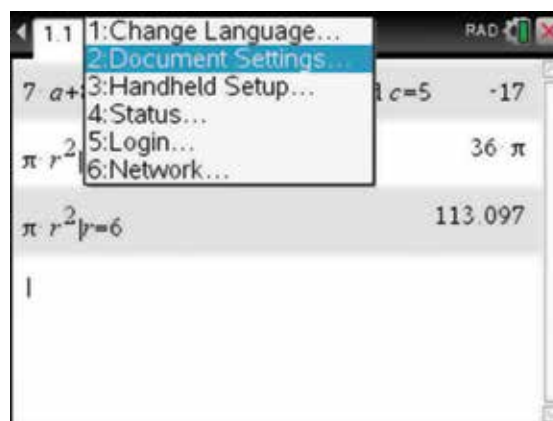 1.1
RAD
1:Change Language...
2:Document Settings...
3:Handheld Setup...
4:Status...
5:Login...
6:Network...
7 a+
c=5 -17
π r²|
36 π
π r²|r=6 113.097